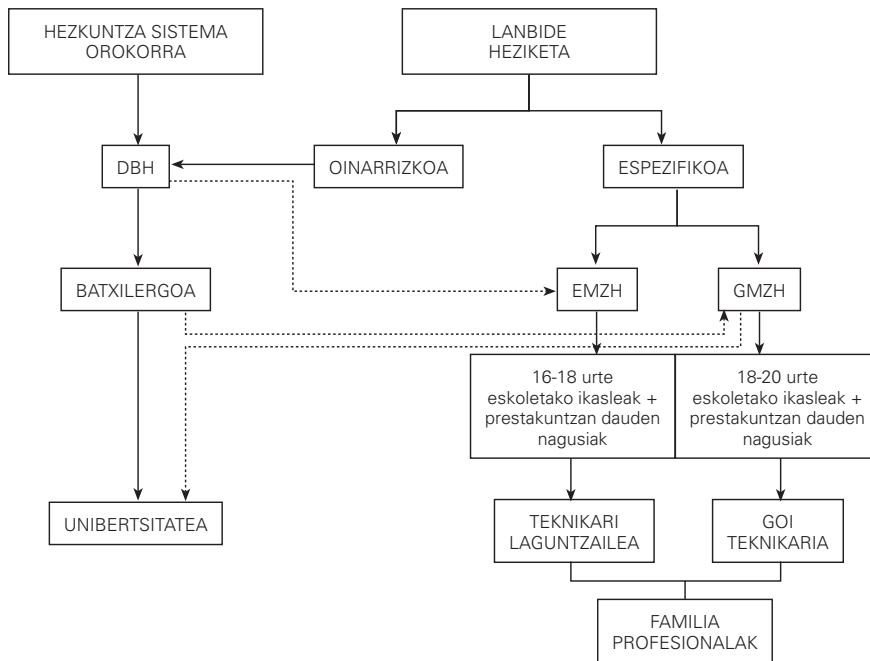 HEZKUNTZA SISTEMA
OROKORRA
LANBIDE
HEZIKETA
DBH
OINARRIZKOA
ESPEZIFIKOA
BATXILERGOA
EMZH
GMZH
16-18 urte
eskoletako ikasleak +
prestakuntzan dauden
nagusiak
18-20 urte
eskoletako ikasleak +
prestakuntzan dauden
nagusiak
UNIBERTSITATEA
TEKNIKARI
LAGUNTZAILEA
GOI
TEKNIKARIA
FAMILIA
PROFESIONALAK